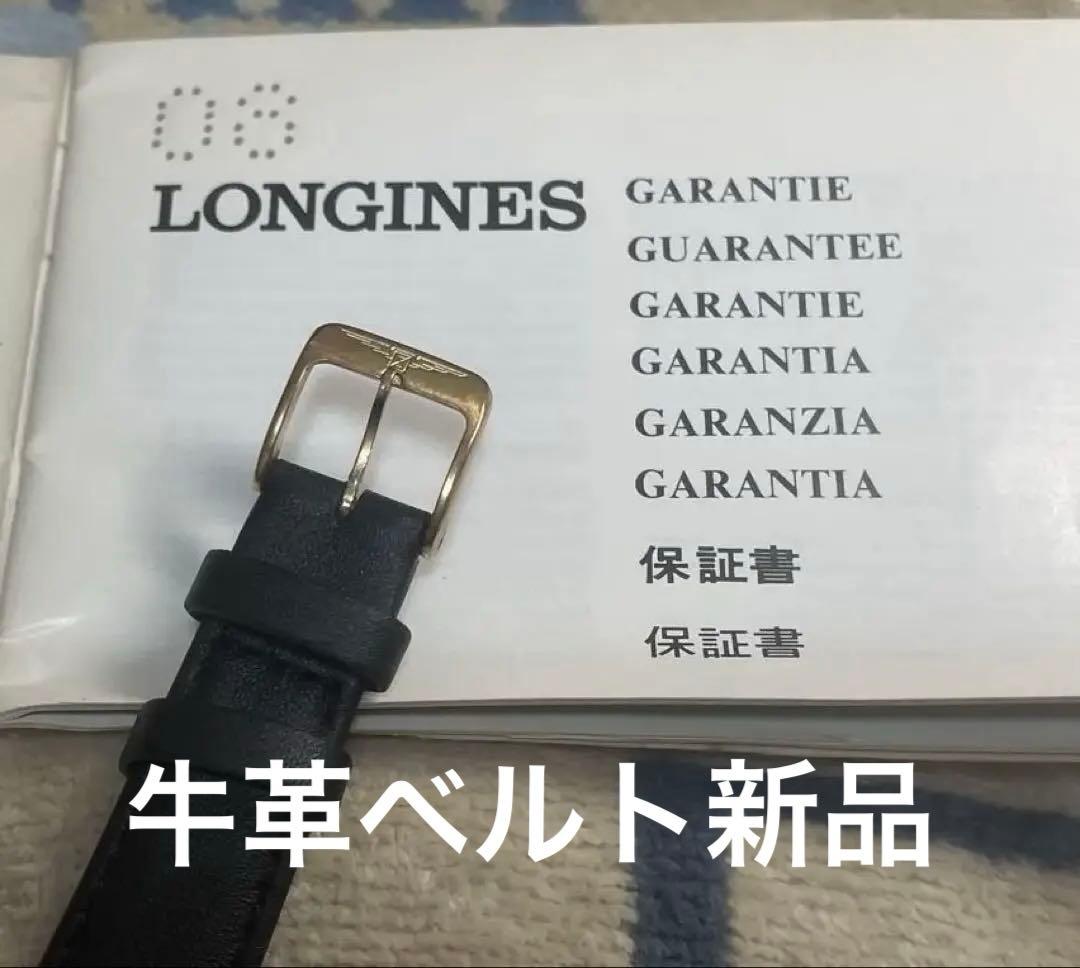 06
LONGINES
GARANTIE
GUARANTEE
GARANTIE
GARANTIA
GARANZIA
GARANTIA
保証書
保証書
牛革ベルト新品